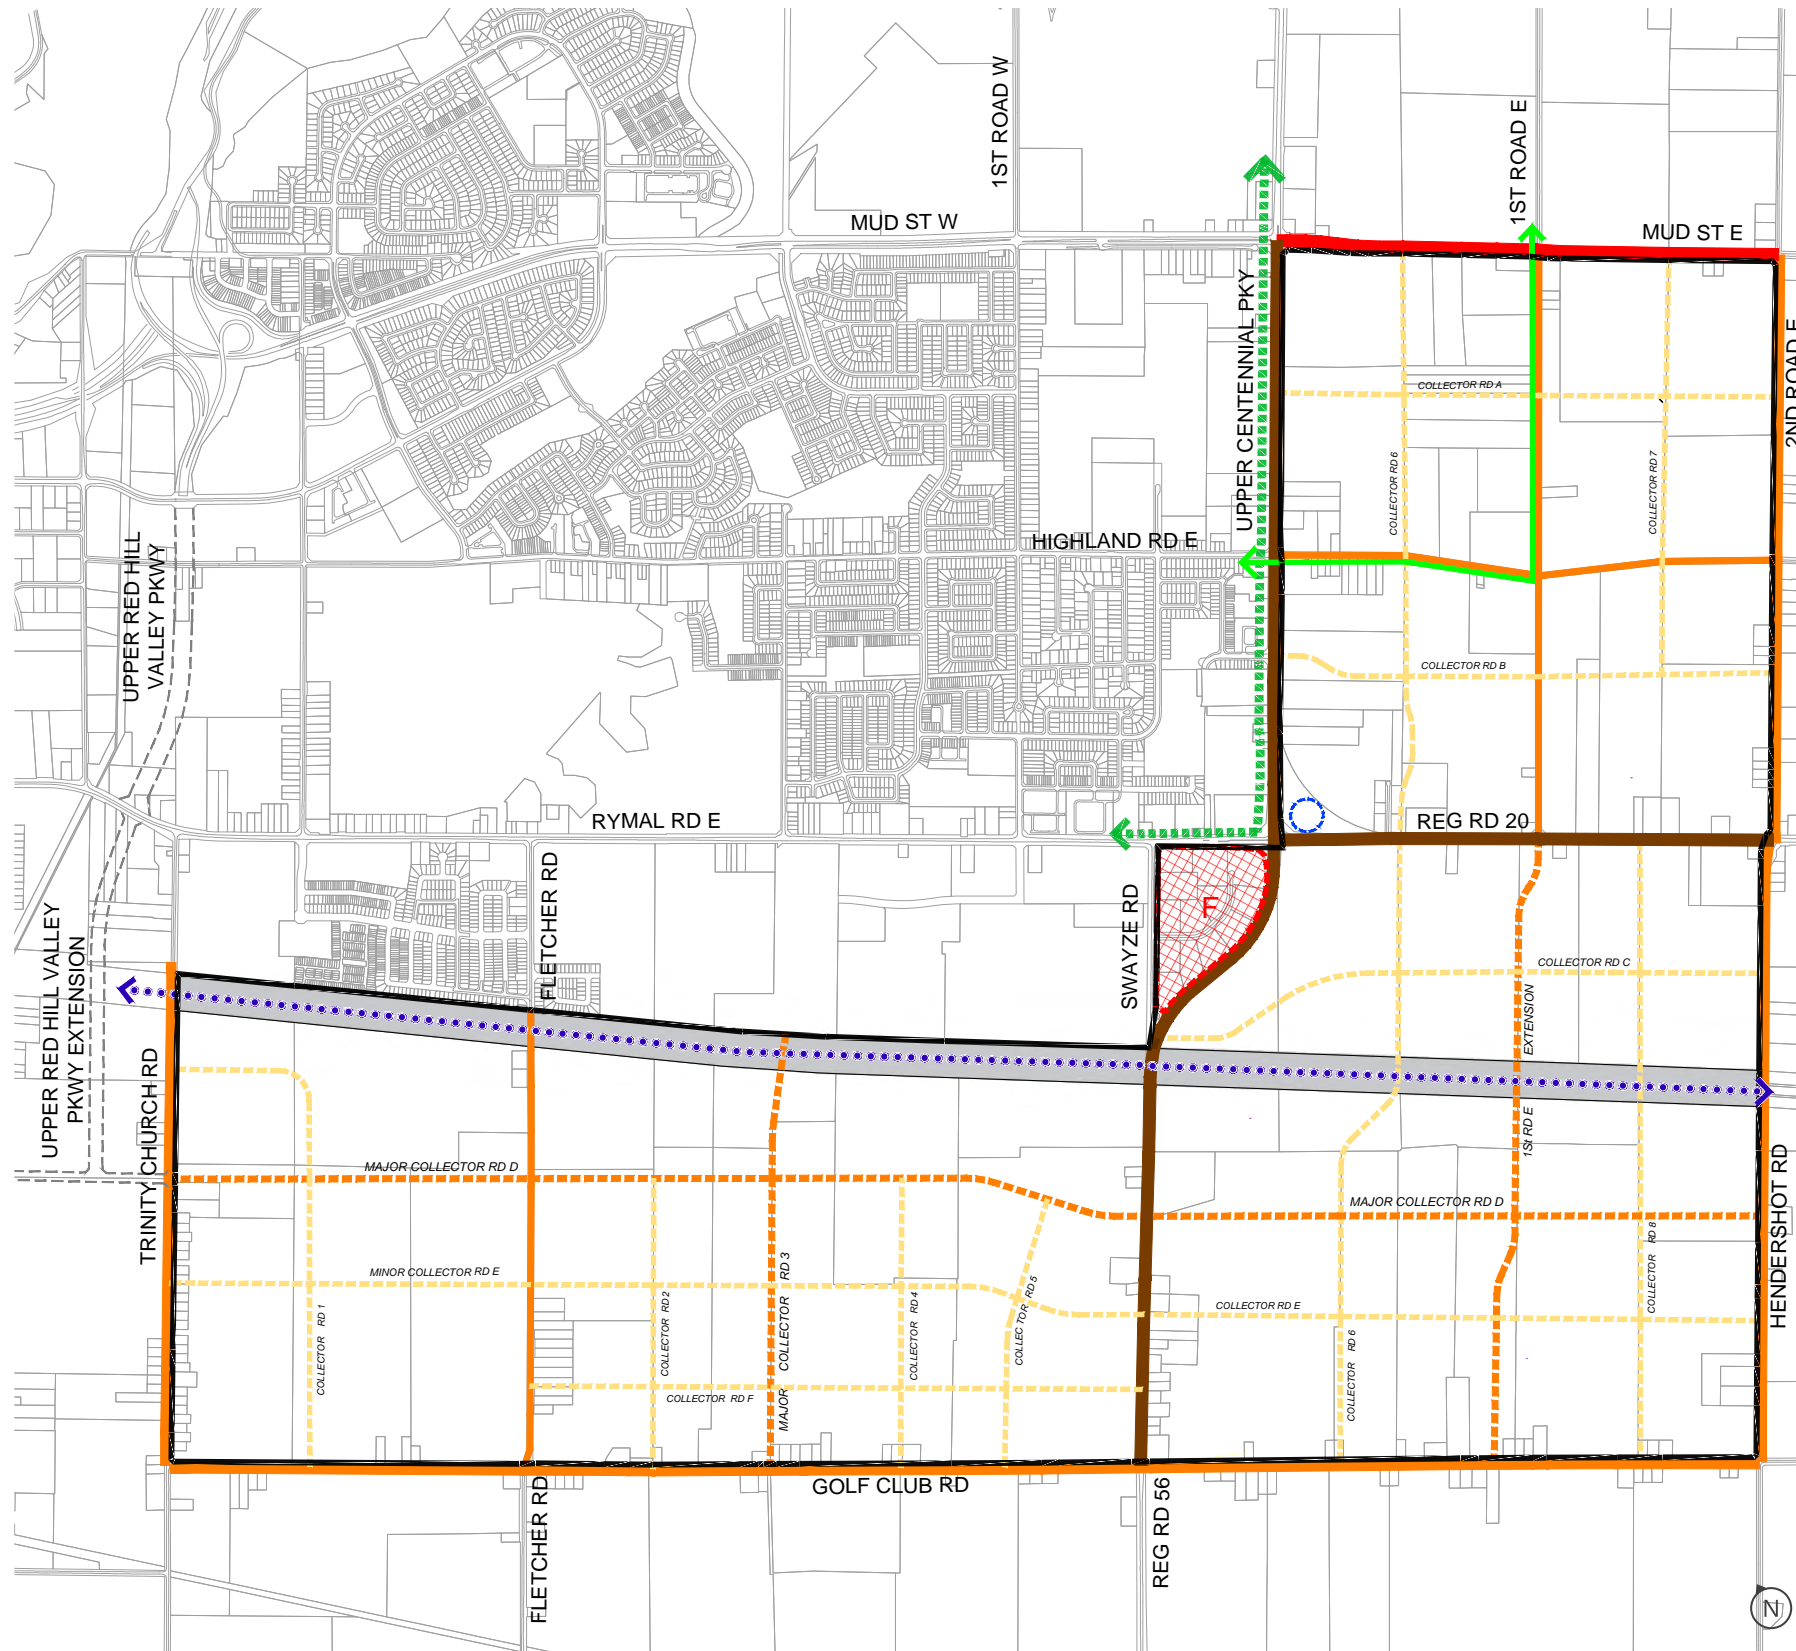 1ST ROAD W
1ST ROAD E
MUD ST W
MUD ST E
UPPER CENTENNIAL PKY
2ND ROAD E
COLLECTOR RD A
COLLECTOR RD 6
COLLECTOR RD 7
HIGHLAND RD E
UPPER RED HILL
VALLEY PKWY
COLLECTOR RD B
RYMAL RD E
REG RD 20
FLETCHER RD
SWAYZE RD
F
UPPER RED HILL VALLEY
PKWY EXTENSION
COLLECTOR RD C
1St RD E EXTENSION
TRINITY CHURCH RD
MAJOR COLLECTOR RD D
MAJOR COLLECTOR RD D
HENDERSHOT RD
MINOR COLLECTOR RD E
COLLECTOR RD E
COLLECTOR RD 1
COLLECTOR RD 2
MAJOR COLLECTOR RD 3
COLLECTOR RD 4
COLLEC TOR RD 5
COLLECTOR RD 6
COLLECTOR RD 8
COLLECTOR RD F
GOLF CLUB RD
FLETCHER RD
REG RD 56
N